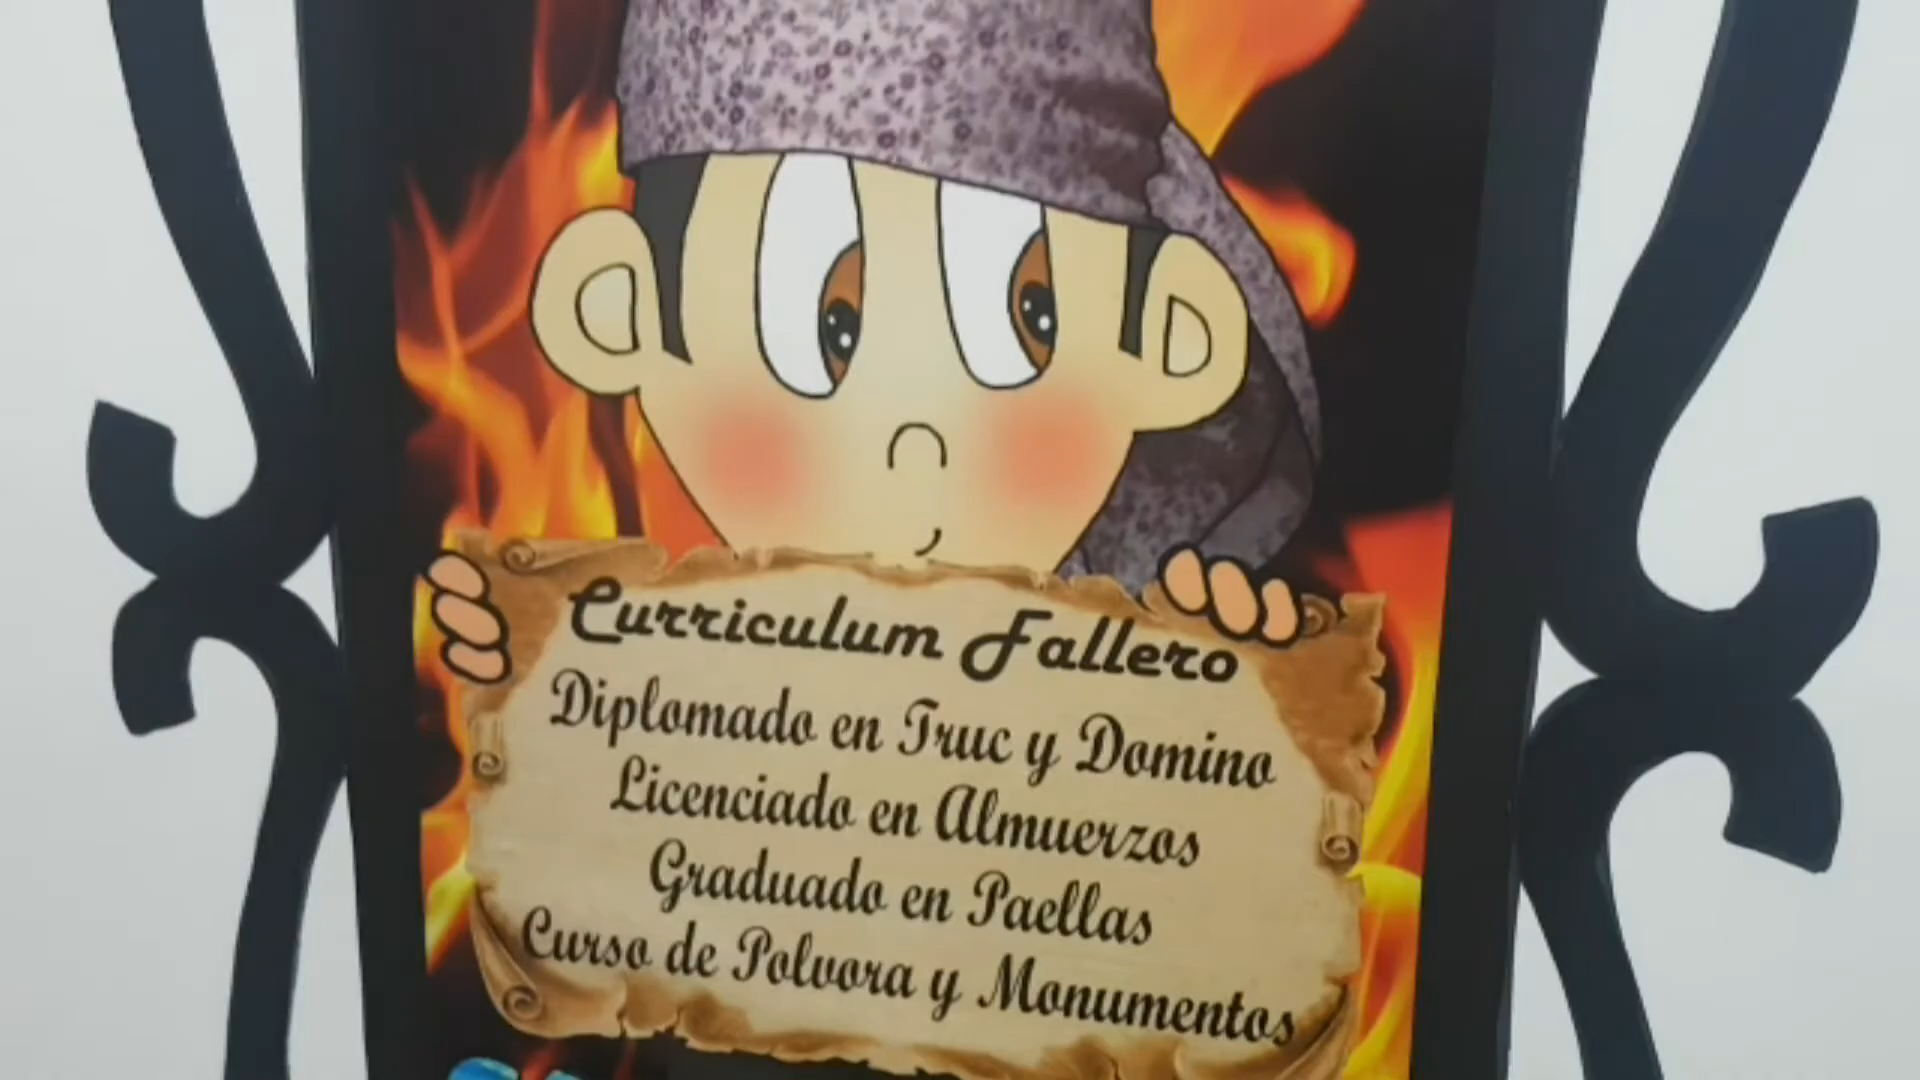 Curriculum Fallero
Diplomado en Truc y Domino
Licenciado en Almuerzos
Graduado en Paellas
Curso de Polvora y Monumentos